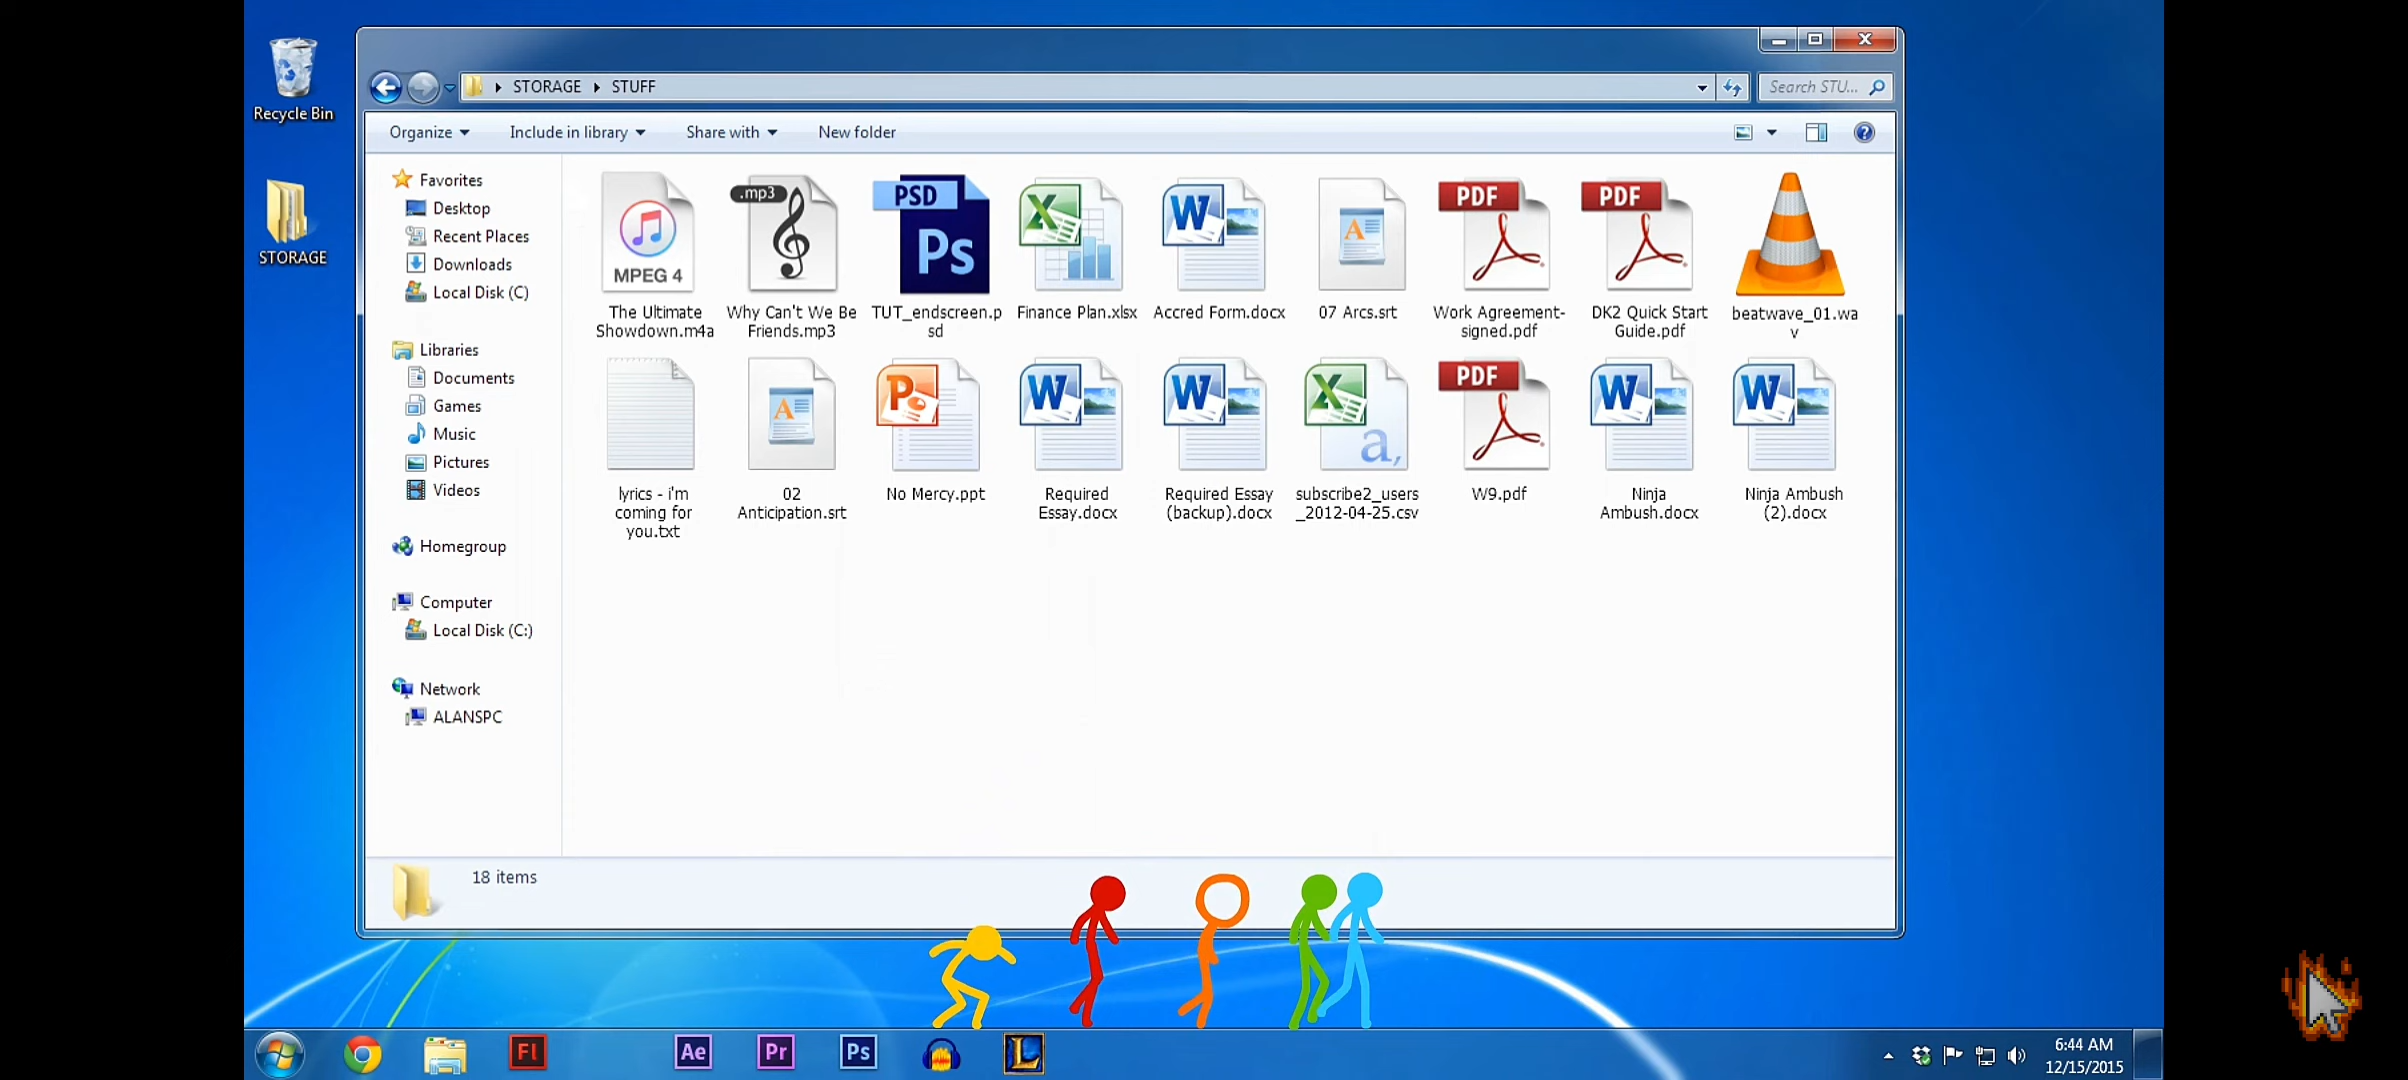 Recycle Bin
STORAGE
STORAGE
STUFF
Search STU...
Organize
Include in library
Share with
New folder
Favorites
Desktop
Recent Places
Downloads
Local Disk (C)
Libraries
Documents
Games
Music
Pictures
Videos
Homegroup
Computer
Local Disk (C:)
Network
ALANSPC
MPEG 4
The Ultimate
Showdown.m4a
.mp3
Why Can't We Be
Friends.mp3
PSD
Ps
TUT_endscreen.p
sd
X
Finance Plan.xlsx
W
Accred Form.docx
A
07 Arcs.srt
PDF
Work Agreement-
signed.pdf
PDF
DK2 Quick Start
Guide.pdf
beatwave_01.wa
v
lyrics - i'm
coming for
you.txt
A
02
Anticipation.srt
P
No Mercy.ppt
W
Required
Essay.docx
W
Required Essay
(backup).docx
X
a,
subscribe2_users
_2012-04-25.csv
PDF
W9.pdf
W
Ninja
Ambush.docx
W
Ninja Ambush
(2).docx
18 items
Fl
Ae
Pr
Ps
L
6:44 AM
12/15/2015